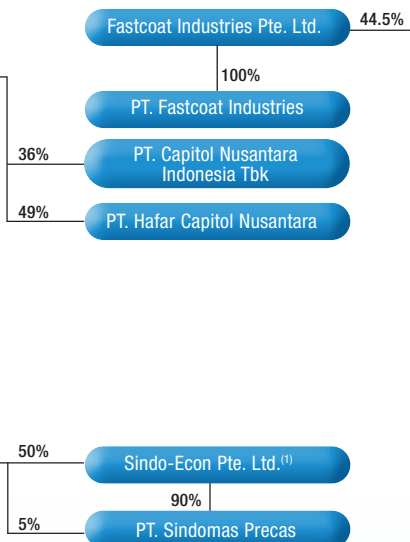 Fastcoat Industries Pte. Ltd.
44.5%
100%
PT. Fastcoat Industries
36%
PT. Capitol Nusantara
Indonesia Tbk
49%
PT. Hafar Capitol Nusantara
50%
Sindo-Econ Pte. Ltd.(1)
90%
5%
PT. Sindomas Precas